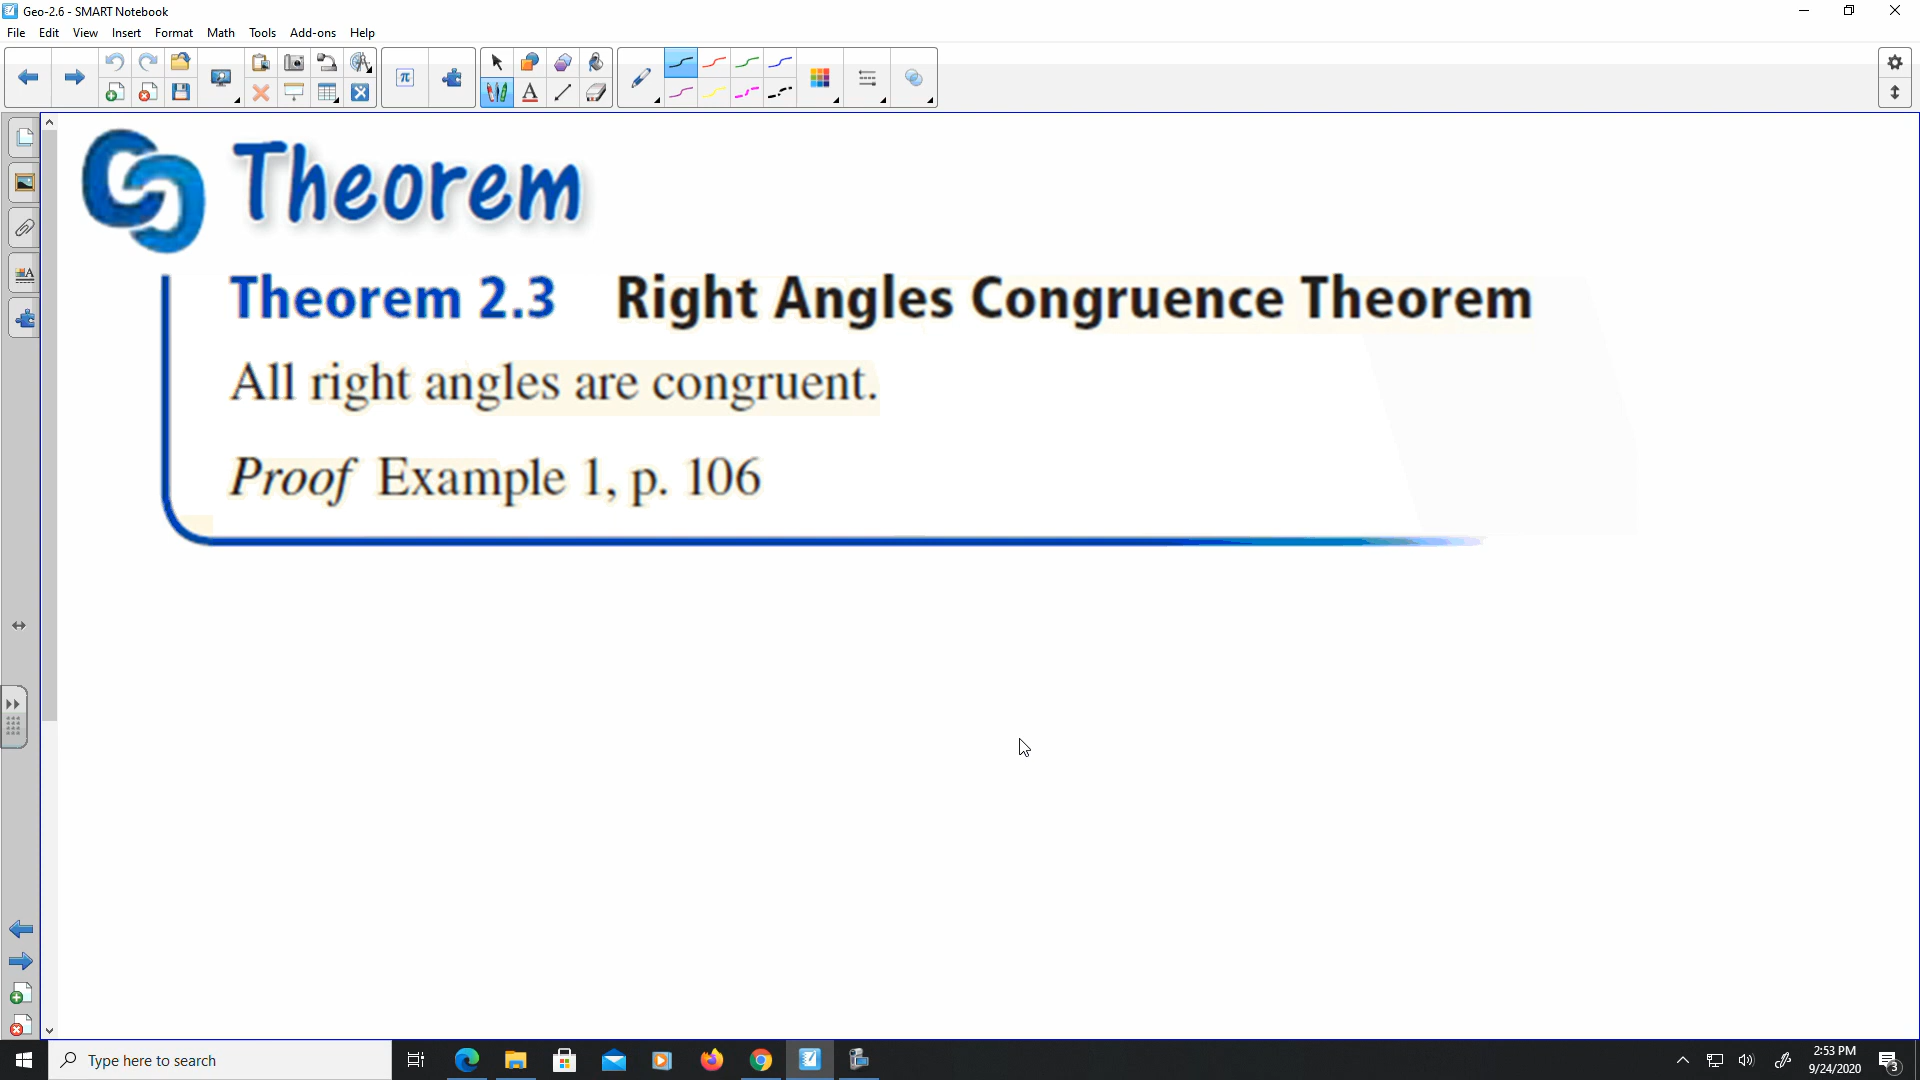 Geo-2.6 - SMART Notebook
File Edit View Insert Format Math Tools Add-ons Help
Theorem
Theorem 2.3 Right Angles Congruence Theorem
All right angles are congruent.
Proof Example 1, p. 106
Type here to search
2:53 PM
9/24/2020
3